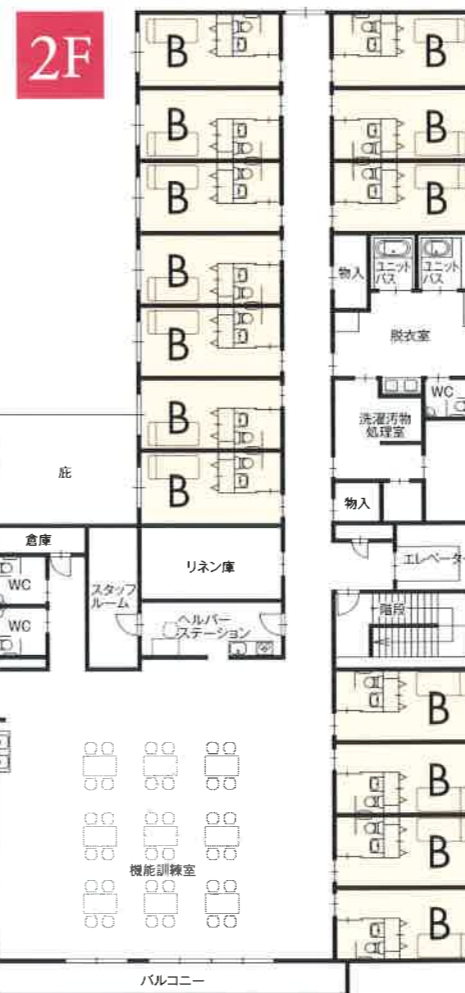 2F
B
B
B
B
B
B
B
B
B
B
物入
ユニット
バス
ユニット
バス
脱衣室
WC
洗濯汚物
処理室
物入
庇
倉庫
WC
WC
スタッフ
ルーム
リネン庫
ヘルパー
ステーション
エレベーター
階段
B
B
B
B
機能訓練室
バルコニー